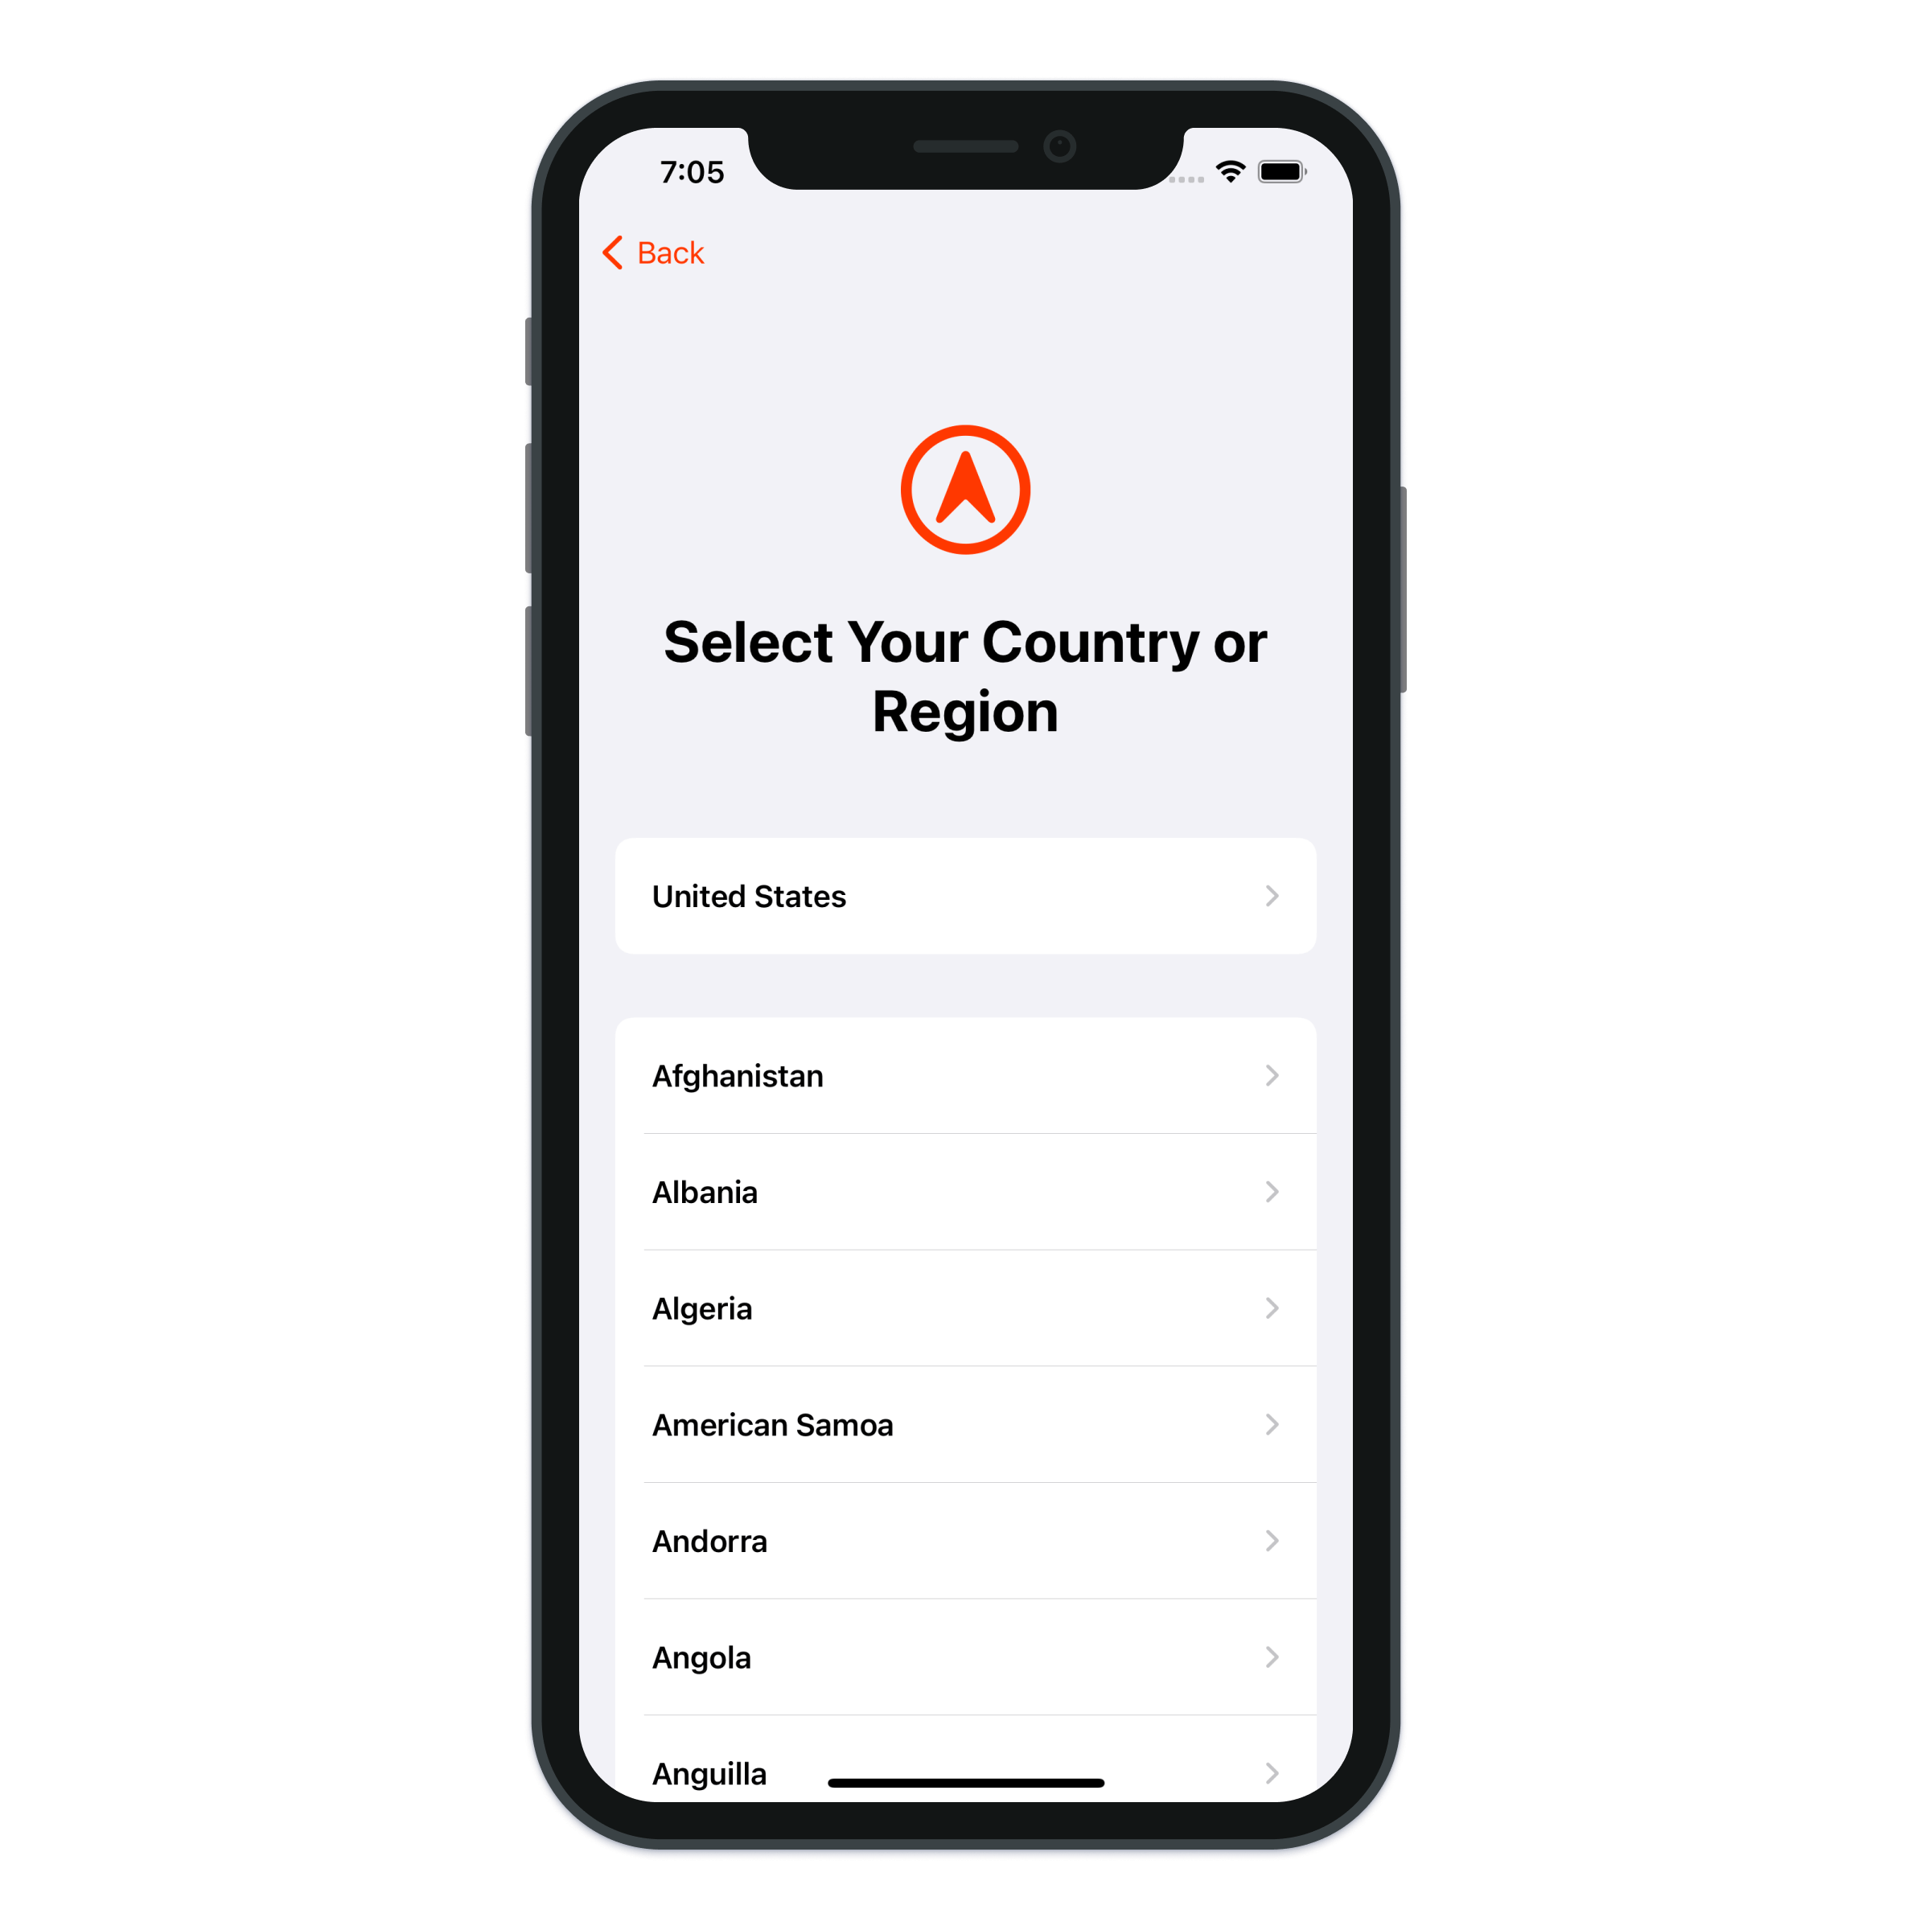 7:05
Back
Select Your Country or
Region
United States
Afghanistan
Albania
Algeria
American Samoa
Andorra
Angola
Anguilla